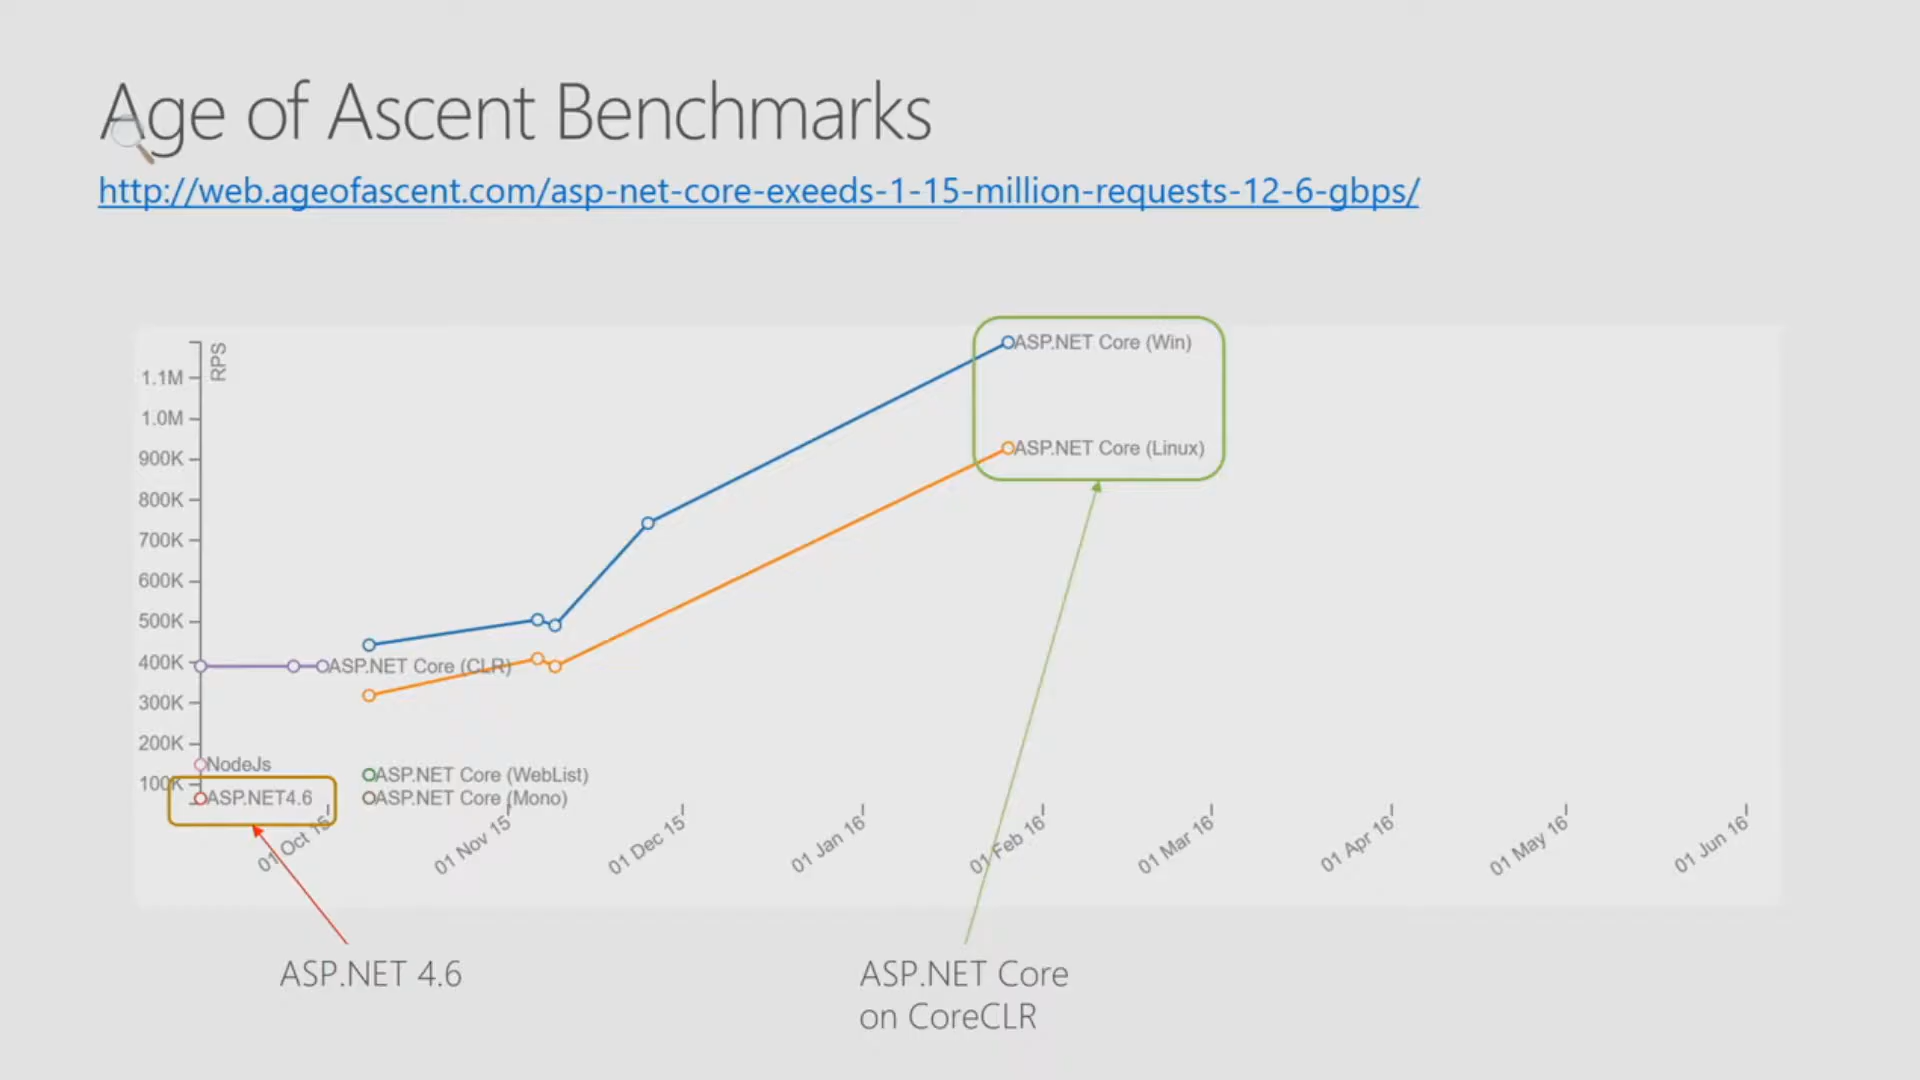 Age of Ascent Benchmarks
http://web.ageofascent.com/asp-net-core-exeeds-1-15-million-requests-12-6-gbps/
RPS
1.1M
1.0M
900K
800K
700K
600K
500K
400K
300K
200K
100K
ASP.NET Core (Win)
ASP.NET Core (Linux)
ASP.NET Core (CLR)
NodeJs
ASP.NET4.6
ASP.NET Core (WebList)
ASP.NET Core (Mono)
01 Oct 15
01 Nov 15
01 Dec 15
01 Jan 16
01 Feb 16
01 Mar 16
01 Apr 16
01 May 16
01 Jun 16
ASP.NET 4.6
ASP.NET Core
on CoreCLR